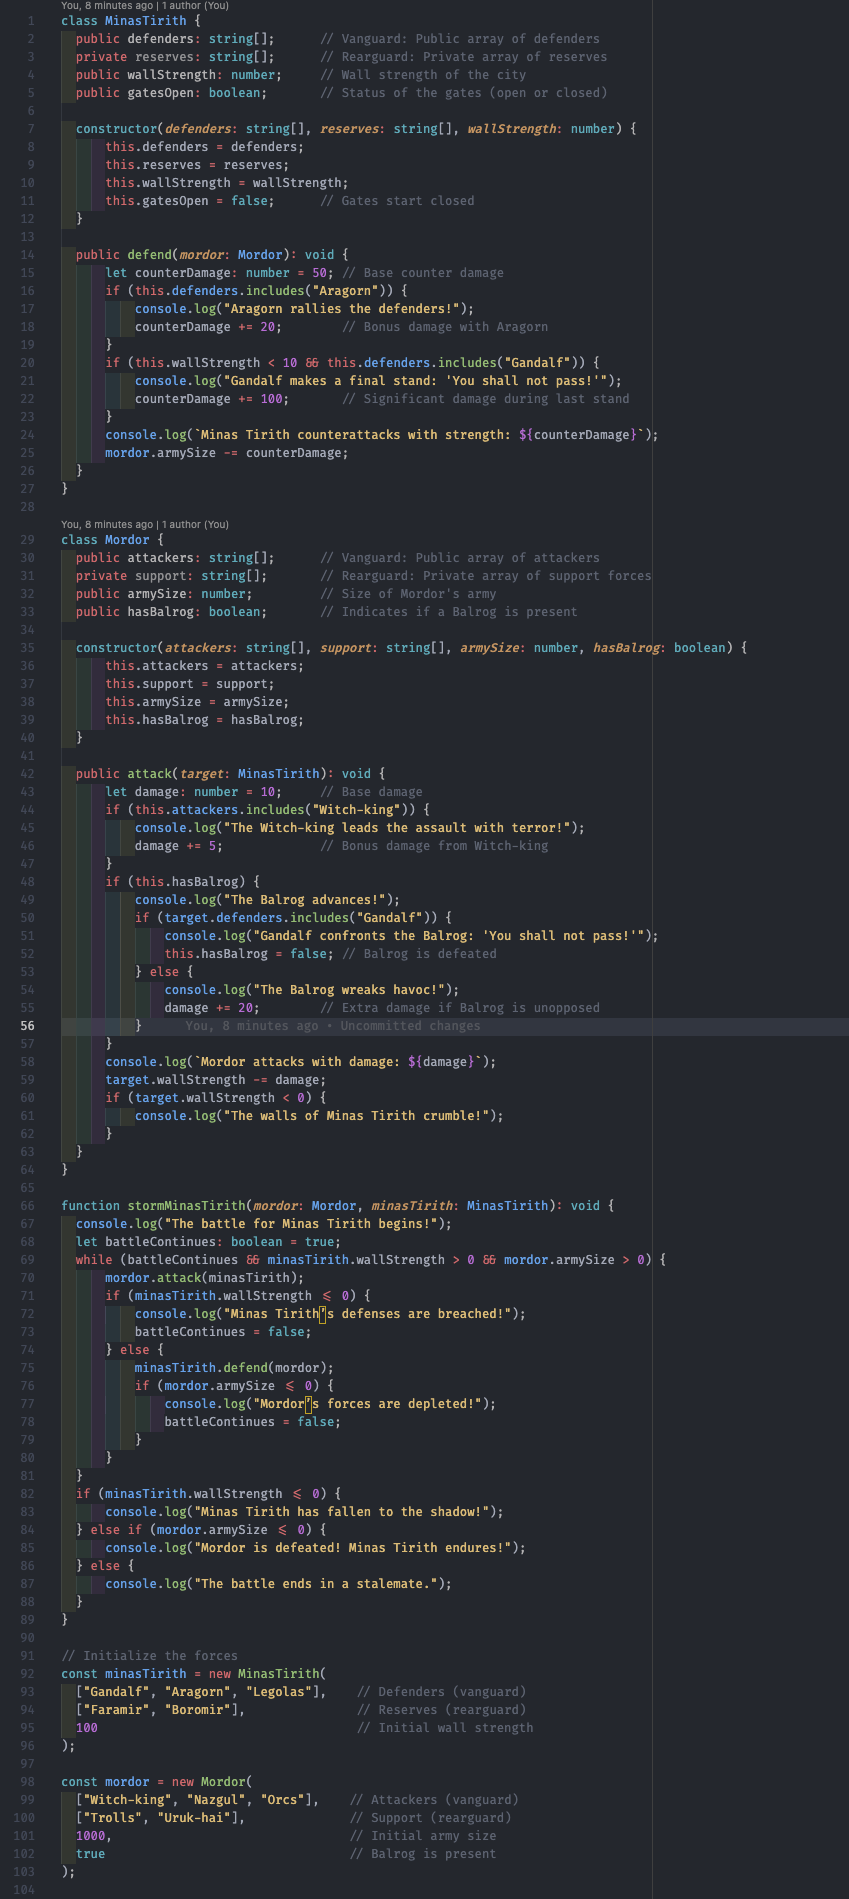 You, 8 minutes ago | 1 author (You)
1 class MinasTirith {
2   public defenders: string[];      // Vanguard: Public array of defenders
3   private reserves: string[];      // Rearguard: Private array of reserves
4   public wallStrength: number;     // Wall strength of the city
5   public gatesOpen: boolean;       // Status of the gates (open or closed)
6
7   constructor(defenders: string[], reserves: string[], wallStrength: number) {
8       this.defenders = defenders;
9       this.reserves = reserves;
10       this.wallStrength = wallStrength;
11       this.gatesOpen = false;      // Gates start closed
12   }
13
14   public defend(mordor: Mordor): void {
15       let counterDamage: number = 50; // Base counter damage
16       if (this.defenders.includes("Aragorn")) {
17           console.log("Aragorn rallies the defenders!");
18           counterDamage += 20;        // Bonus damage with Aragorn
19       }
20       if (this.wallStrength < 10 && this.defenders.includes("Gandalf")) {
21           console.log("Gandalf makes a final stand: 'You shall not pass!'");
22           counterDamage += 100;       // Significant damage during last stand
23       }
24       console.log(`Minas Tirith counterattacks with strength: ${counterDamage}`);
25       mordor.armySize -= counterDamage;
26   }
27 }
28
You, 8 minutes ago | 1 author (You)
29 class Mordor {
30   public attackers: string[];      // Vanguard: Public array of attackers
31   private support: string[];       // Rearguard: Private array of support forces
32   public armySize: number;         // Size of Mordor's army
33   public hasBalrog: boolean;       // Indicates if a Balrog is present
34
35   constructor(attackers: string[], support: string[], armySize: number, hasBalrog: boolean) {
36       this.attackers = attackers;
37       this.support = support;
38       this.armySize = armySize;
39       this.hasBalrog = hasBalrog;
40   }
41
42   public attack(target: MinasTirith): void {
43       let damage: number = 10;     // Base damage
44       if (this.attackers.includes("Witch-king")) {
45           console.log("The Witch-king leads the assault with terror!");
46           damage += 5;             // Bonus damage from Witch-king
47       }
48       if (this.hasBalrog) {
49           console.log("The Balrog advances!");
50           if (target.defenders.includes("Gandalf")) {
51               console.log("Gandalf confronts the Balrog: 'You shall not pass!'");
52               this.hasBalrog = false; // Balrog is defeated
53           } else {
54               console.log("The Balrog wreaks havoc!");
55               damage += 20;        // Extra damage if Balrog is unopposed
56           }      You, 8 minutes ago • Uncommitted changes
57       }
58       console.log(`Mordor attacks with damage: ${damage}`);
59       target.wallStrength -= damage;
60       if (target.wallStrength < 0) {
61           console.log("The walls of Minas Tirith crumble!");
62       }
63   }
64 }
65
66 function stormMinasTirith(mordor: Mordor, minasTirith: MinasTirith): void {
67   console.log("The battle for Minas Tirith begins!");
68   let battleContinues: boolean = true;
69   while (battleContinues && minasTirith.wallStrength > 0 && mordor.armySize > 0) {
70       mordor.attack(minasTirith);
71       if (minasTirith.wallStrength <= 0) {
72           console.log("Minas Tirith’s defenses are breached!");
73           battleContinues = false;
74       } else {
75           minasTirith.defend(mordor);
76           if (mordor.armySize <= 0) {
77               console.log("Mordor’s forces are depleted!");
78               battleContinues = false;
79           }
80       }
81   }
82   if (minasTirith.wallStrength <= 0) {
83       console.log("Minas Tirith has fallen to the shadow!");
84   } else if (mordor.armySize <= 0) {
85       console.log("Mordor is defeated! Minas Tirith endures!");
86   } else {
87       console.log("The battle ends in a stalemate.");
88   }
89 }
90
91 // Initialize the forces
92 const minasTirith = new MinasTirith(
93   ["Gandalf", "Aragorn", "Legolas"],    // Defenders (vanguard)
94   ["Faramir", "Boromir"],               // Reserves (rearguard)
95   100                                   // Initial wall strength
96 );
97
98 const mordor = new Mordor(
99   ["Witch-king", "Nazgul", "Orcs"],    // Attackers (vanguard)
100   ["Trolls", "Uruk-hai"],              // Support (rearguard)
101   1000,                                // Initial army size
102   true                                 // Balrog is present
103 );
104